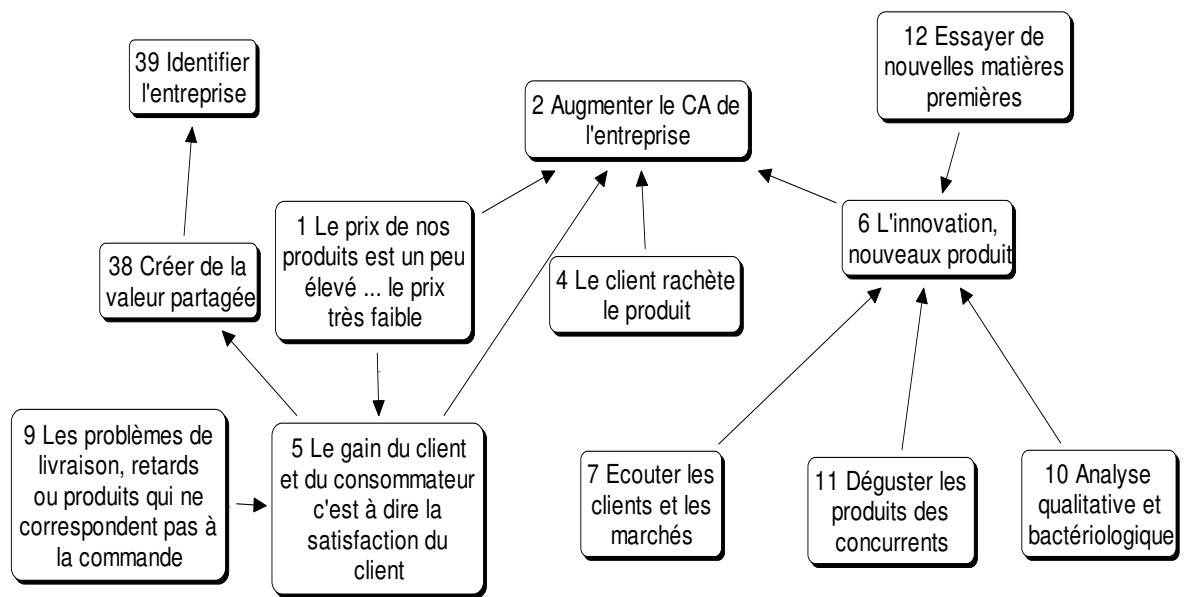 39 Identifier
l'entreprise
2 Augmenter le CA de
l'entreprise
12 Essayer de
nouvelles matières
premières
38 Créer de la
valeur partagée
1 Le prix de nos
produits est un peu
élevé ... le prix
très faible
4 Le client rachète
le produit
6 L'innovation,
nouveaux produit
9 Les problèmes de
livraison, retards
ou produits qui ne
correspondent pas à
la commande
5 Le gain du client
et du consommateur
c'est à dire la
satisfaction du
client
7 Ecouter les
clients et les
marchés
11 Déguster les
produits des
concurrents
10 Analyse
qualitative et
bactériologique